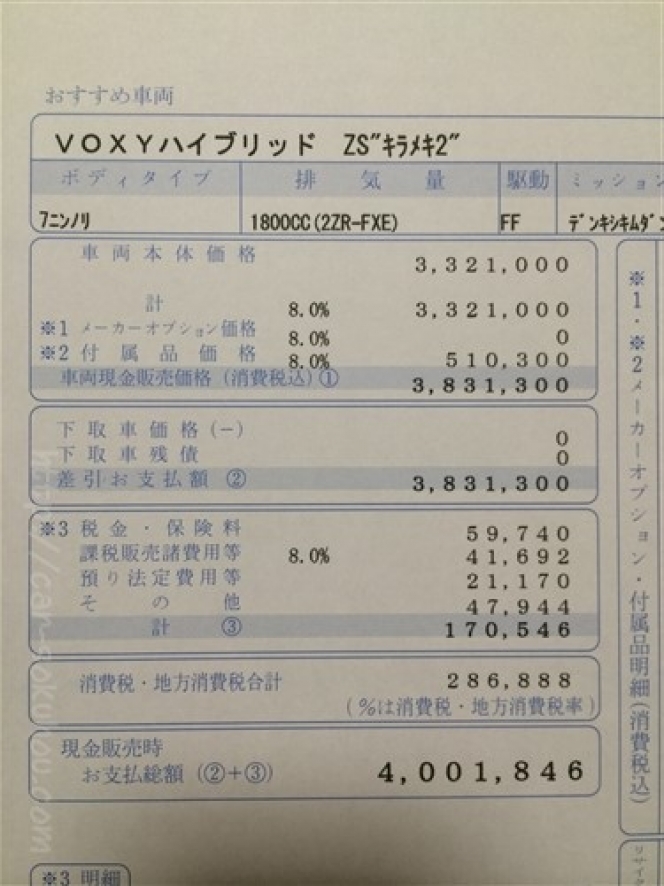 おすすめ車両
VOXYハイブリッド ZS"ｷﾗﾒｷ2"
ボディタイプ 排気量 駆動 ミッション
7ﾆﾝﾉﾘ 1800CC(2ZR-FXE) FF ﾃﾞﾝｷｼｷﾑﾀﾞﾝ
車両本体価格 3,321,000
計 8.0% 3,321,000
※1 メーカーオプション価格 8.0% 0
※2 付属品価格 8.0% 510,300
車両現金販売価格(消費税込)① 3,831,300
下取車価格(-) 0
下取車残債 0
差引お支払額 ② 3,831,300
※3 税金・保険料 59,740
課税販売諸費用等 8.0% 41,692
預り法定費用等 21,170
その他 47,944
計 ③ 170,546
消費税・地方消費税合計 286,888
(%は消費税・地方消費税率)
現金販売時
お支払総額(②+③) 4,001,846
※3 明細
※1・※2メーカーオプション・付属品明細(消費税込)
リサイク
http://car-sokuhou.com